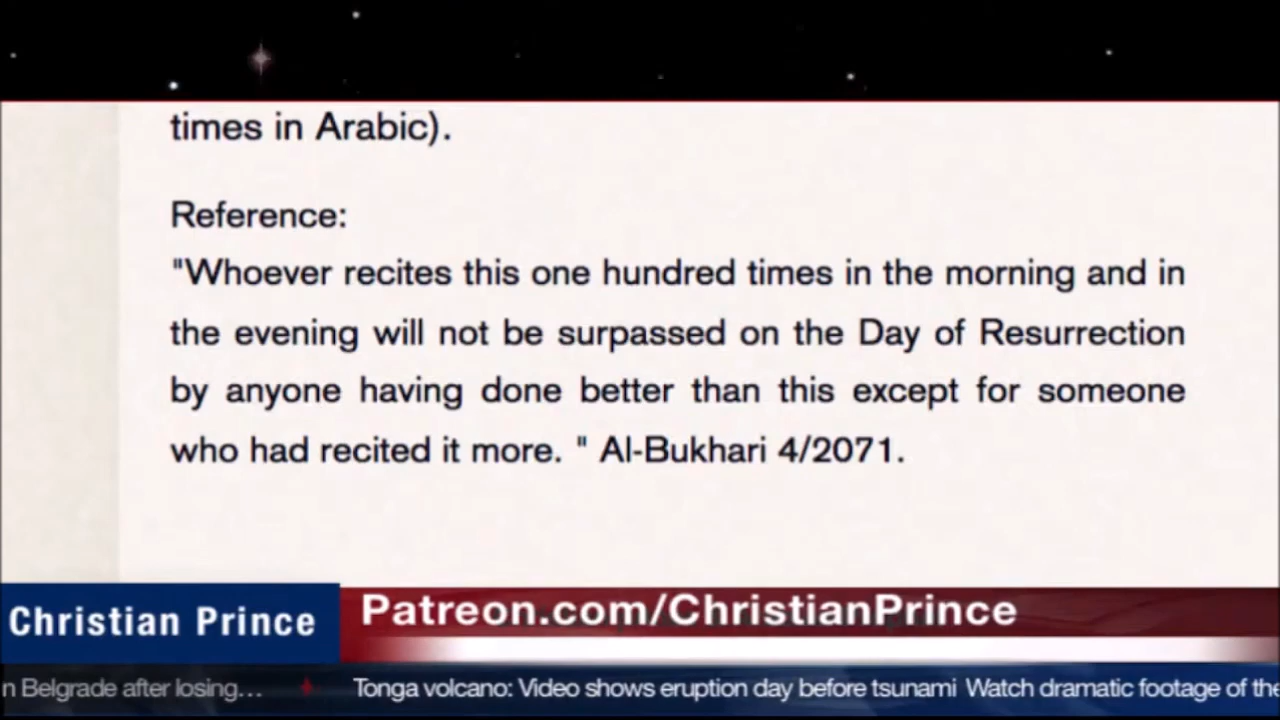 times in Arabic).
Reference:
"Whoever recites this one hundred times in the morning and in
the evening will not be surpassed on the Day of Resurrection
by anyone having done better than this except for someone
who had recited it more. " Al-Bukhari 4/2071.
Christian Prince
Patreon.com/ChristianPrince
n Belgrade after losing... Tonga volcano: Video shows eruption day before tsunami Watch dramatic footage of the